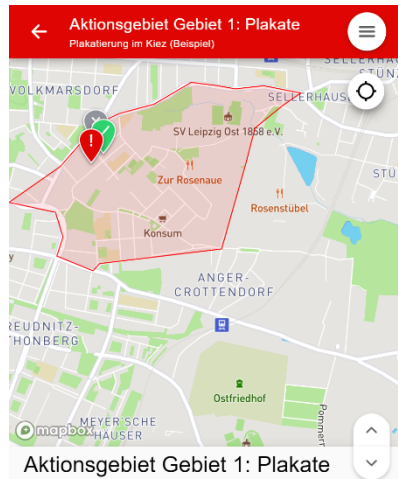 Aktionsgebiet Gebiet 1: Plakate
Plakatierung im Kiez (Beispiel)
VOLKMARSDORF
SELLERHAUS
SV Leipzig Ost 1858 e.V.
Zur Rosenaue
Rosenstübel
Konsum
ANGER-
CROTTENDORF
REUDNITZ-
THONBERG
Ostfriedhof
Pommern
mapbox
MEYER'SCHE
HÄUSER
Aktionsgebiet Gebiet 1: Plakate